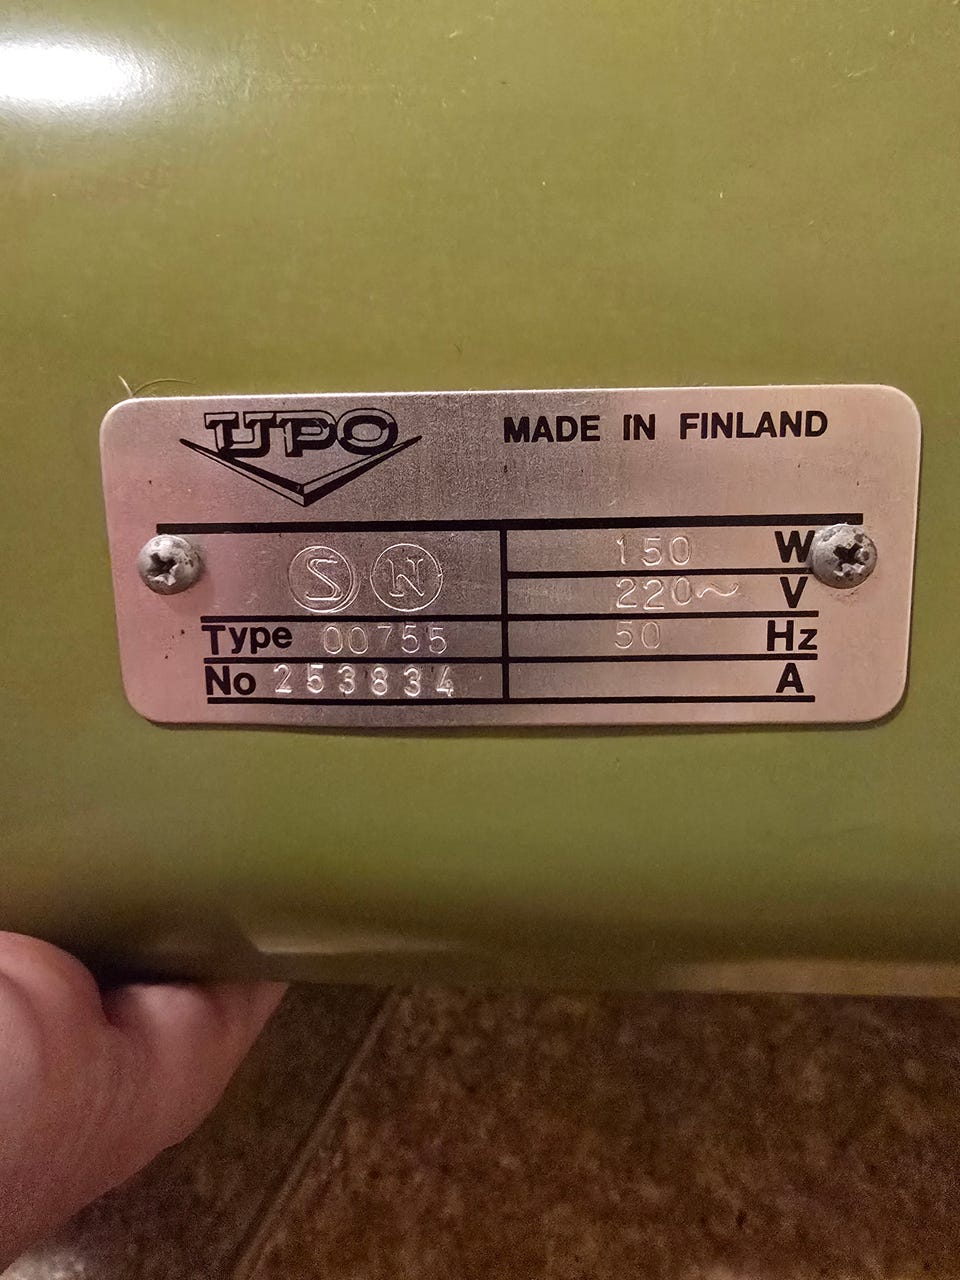 UPO MADE IN FINLAND
S N 150 W
220~ V
Type 00755 50 Hz
No 253834 A